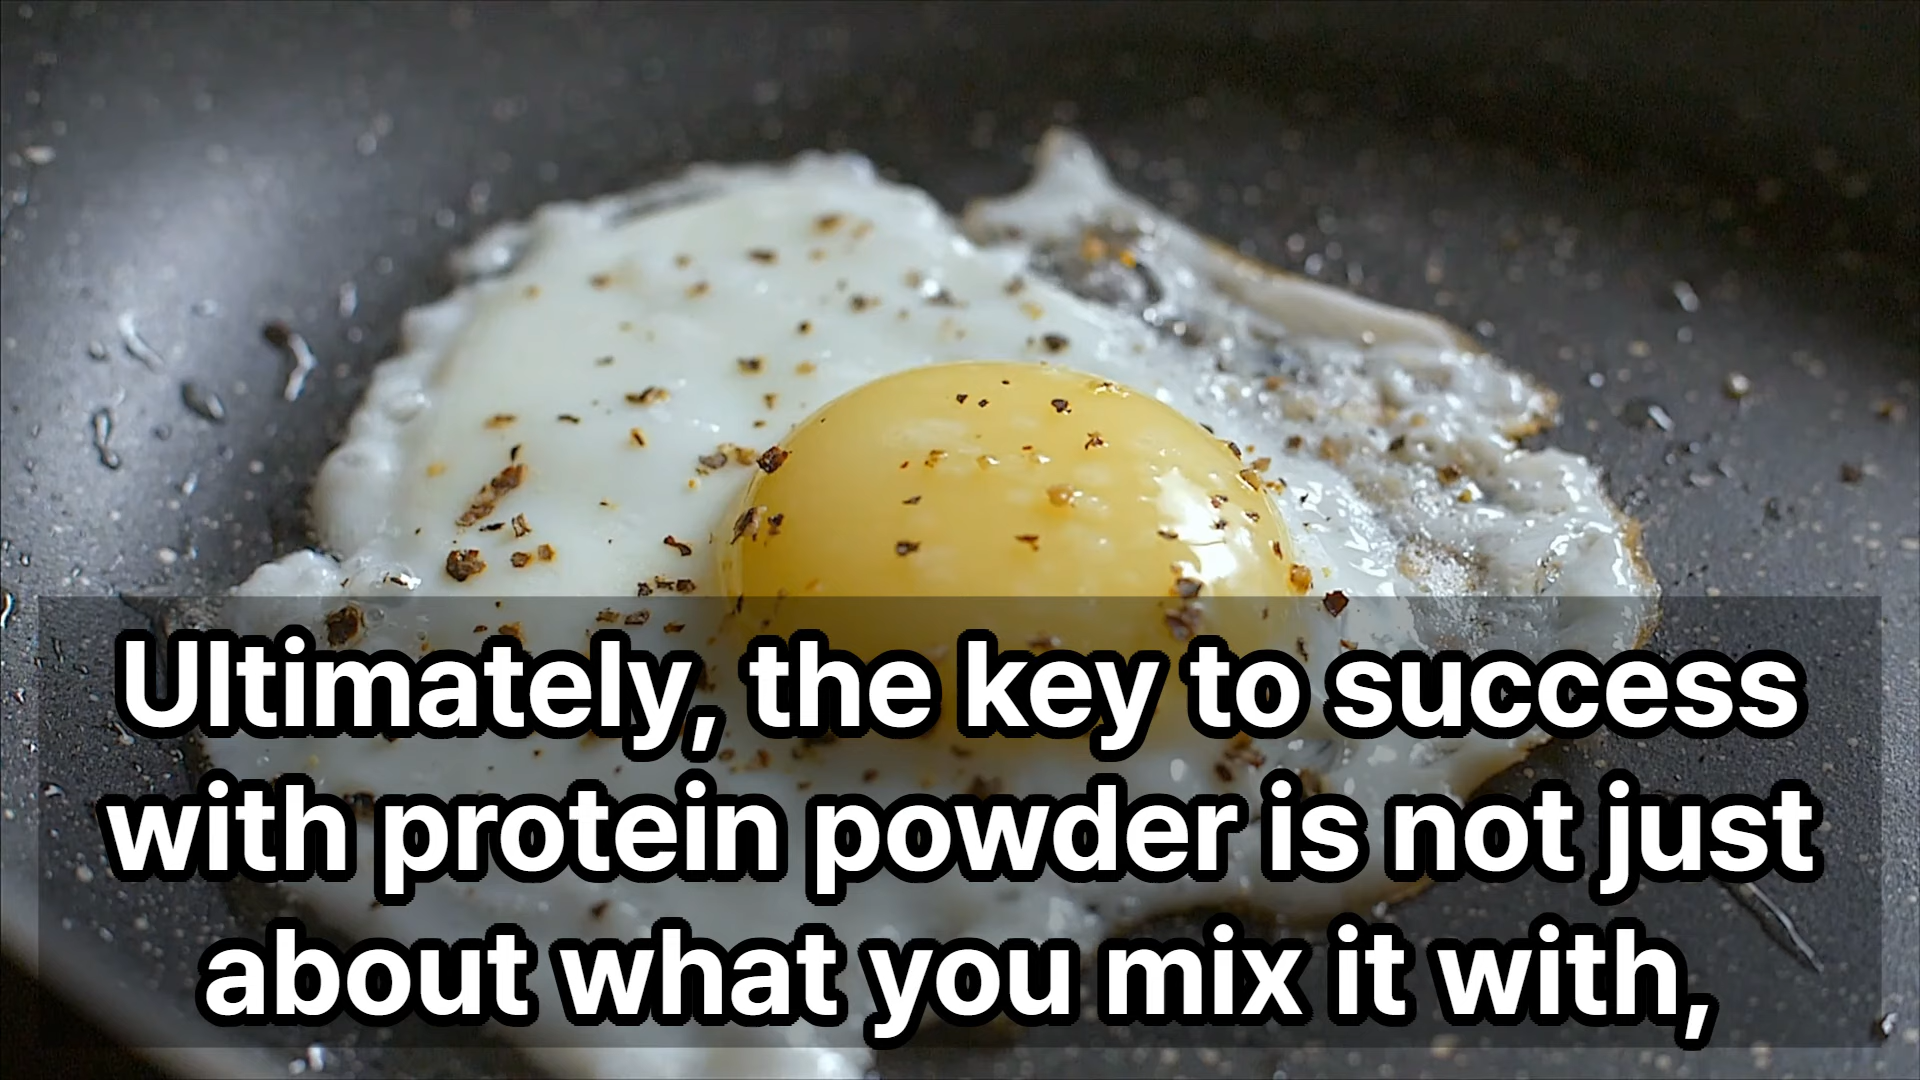 Ultimately, the key to success
with protein powder is not just
about what you mix it with,